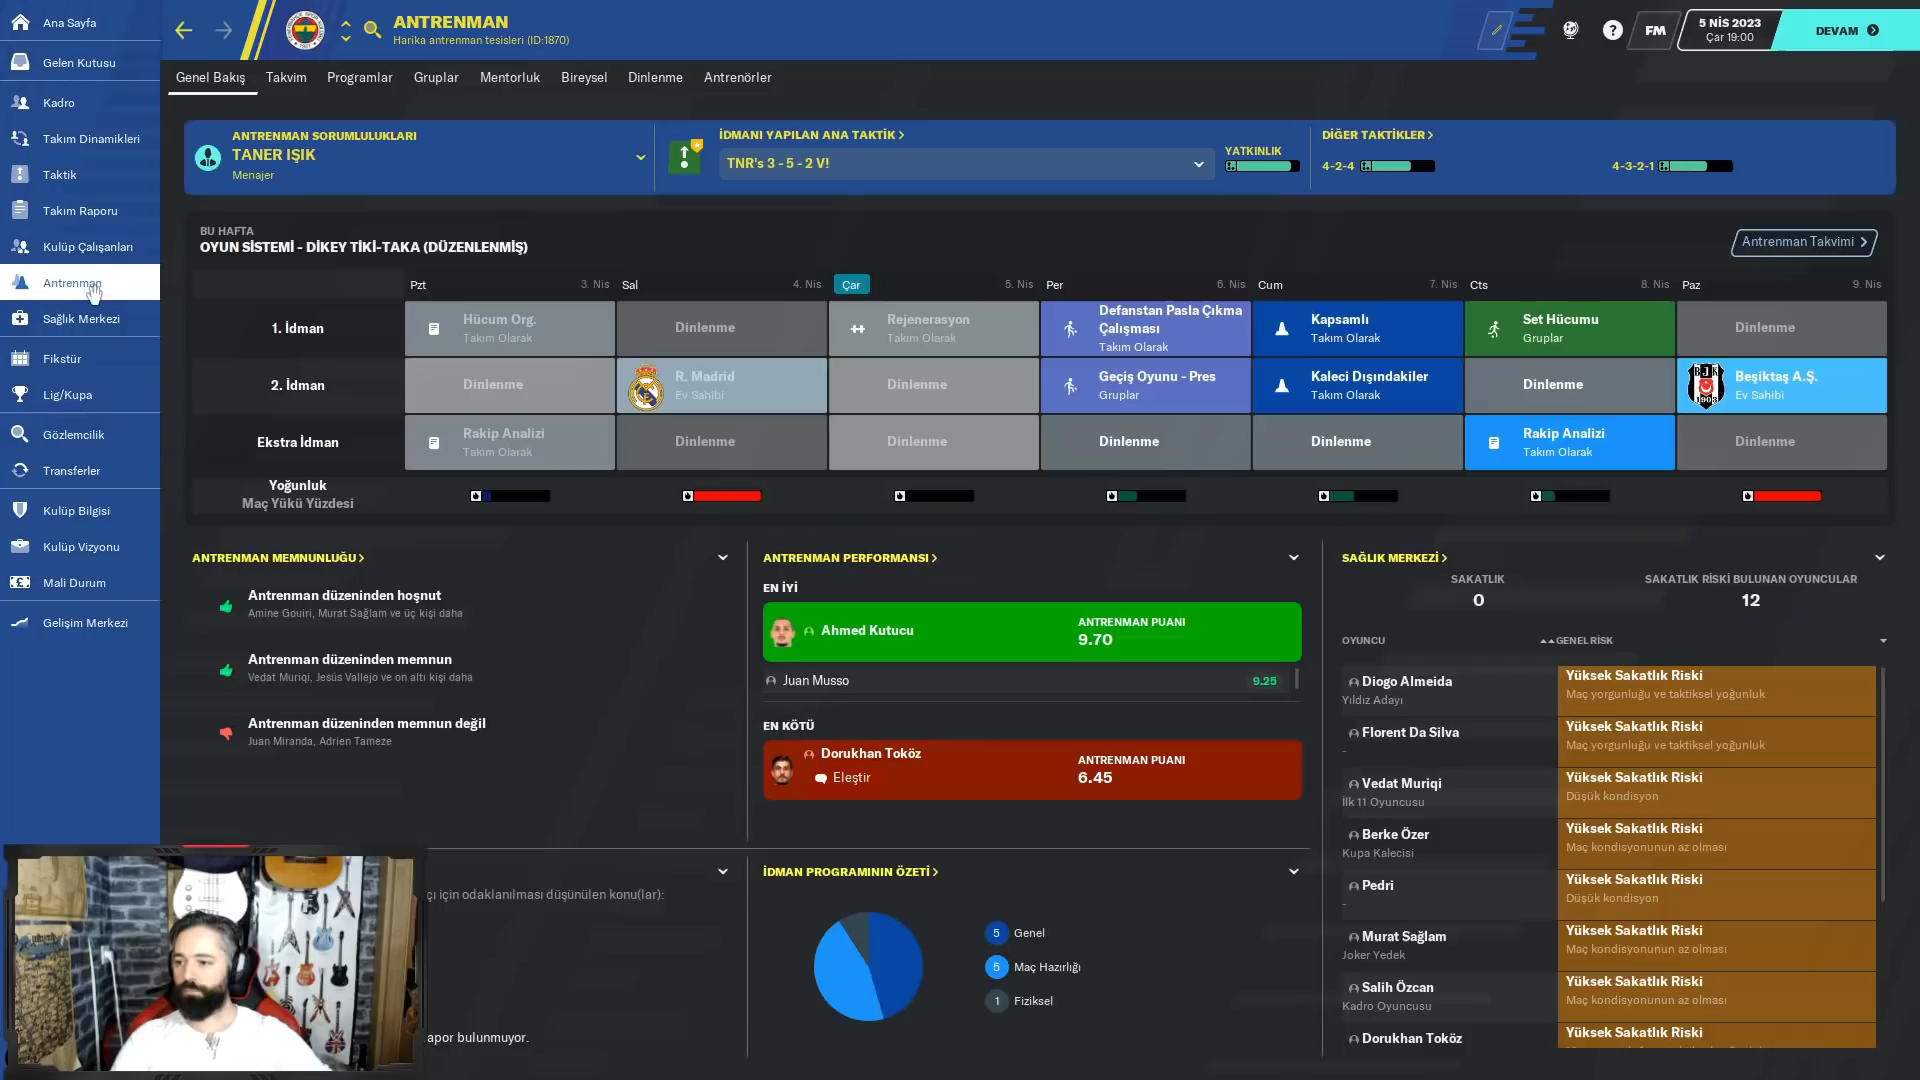 Ana Sayfa
Gelen Kutusu
Kadro
Takım Dinamikleri
Taktik
Takım Raporu
Kulüp Çalışanları
Antrenman
Sağlık Merkezi
Fikstür
Lig/Kupa
Gözlemcilik
Transferler
Kulüp Bilgisi
Kulüp Vizyonu
Mali Durum
Gelişim Merkezi
ANTRENMAN
Harika antrenman tesisleri (ID:1870)
? FM
5 NİS 2023
Çar 19:00
DEVAM
Genel Bakış Takvim Programlar Gruplar Mentorluk Bireysel Dinlenme Antrenörler
ANTRENMAN SORUMLULUKLARI
TANER IŞIK
Menajer
İDMANI YAPILAN ANA TAKTİK >
TNR's 3 - 5 - 2 V!
YATKINLIK
DİĞER TAKTİKLER >
4-2-4
4-3-2-1
BU HAFTA
OYUN SİSTEMİ - DİKEY TİKİ-TAKA (DÜZENLENMİŞ)
Antrenman Takvimi >
Pzt 3. Nis Sal 4. Nis Çar 5. Nis Per 6. Nis Cum 7. Nis Cts 8. Nis Paz 9. Nis
1. İdman
Hücum Org.
Takım Olarak
Dinlenme
Rejenerasyon
Takım Olarak
Defanstan Pasla Çıkma
Çalışması
Takım Olarak
Kapsamlı
Takım Olarak
Set Hücumu
Gruplar
Dinlenme
2. İdman
Dinlenme
R. Madrid
Ev Sahibi
Dinlenme
Geçiş Oyunu - Pres
Gruplar
Kaleci Dışındakiler
Takım Olarak
Dinlenme
BJK
1903
Beşiktaş A.Ş.
Ev Sahibi
Ekstra İdman
Rakip Analizi
Takım Olarak
Dinlenme
Dinlenme
Dinlenme
Dinlenme
Rakip Analizi
Takım Olarak
Dinlenme
Yoğunluk
Maç Yükü Yüzdesi
ANTRENMAN MEMNUNLUĞU >
Antrenman düzeninden hoşnut
Amine Gouiri, Murat Sağlam ve üç kişi daha
Antrenman düzeninden memnun
Vedat Muriqi, Jesús Vallejo ve on altı kişi daha
Antrenman düzeninden memnun değil
Juan Miranda, Adrien Tameze
ANTRENMAN PERFORMANSI >
EN İYİ
Ahmed Kutucu
ANTRENMAN PUANI
9.70
Juan Musso 9.25
EN KÖTÜ
Dorukhan Toköz
Eleştir
ANTRENMAN PUANI
6.45
SAĞLIK MERKEZİ >
SAKATLIK
0
SAKATLIK RİSKİ BULUNAN OYUNCULAR
12
OYUNCU GENEL RİSK
Diogo Almeida
Yıldız Adayı
Yüksek Sakatlık Riski
Maç yorgunluğu ve taktiksel yoğunluk
Florent Da Silva
-
Yüksek Sakatlık Riski
Maç yorgunluğu ve taktiksel yoğunluk
Vedat Muriqi
İlk 11 Oyuncusu
Yüksek Sakatlık Riski
Düşük kondisyon
Berke Özer
Kupa Kalecisi
Yüksek Sakatlık Riski
Maç kondisyonunun az olması
Pedri
-
Yüksek Sakatlık Riski
Düşük kondisyon
Murat Sağlam
Joker Yedek
Yüksek Sakatlık Riski
Maç kondisyonunun az olması
Salih Özcan
Kadro Oyuncusu
Yüksek Sakatlık Riski
Maç kondisyonunun az olması
Dorukhan Toköz
Yüksek Sakatlık Riski
çı için odaklanılması düşünülen konu(lar):
apor bulunmuyor.
İDMAN PROGRAMININ ÖZETİ >
5 Genel
5 Maç Hazırlığı
1 Fiziksel